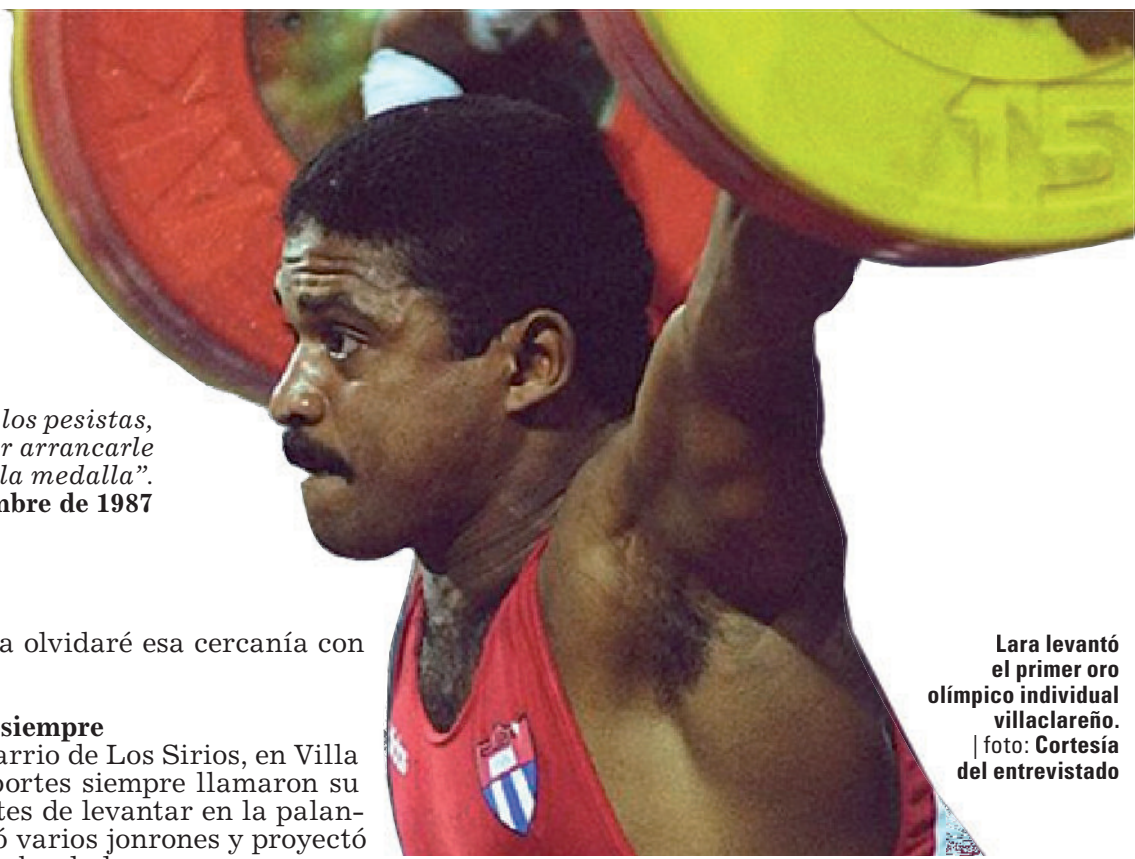 los pesistas,
r arrancarle
la medalla”.
mbre de 1987
a olvidaré esa cercanía con
siempre
arrio de Los Sirios, en Villa
portes siempre llamaron su
tes de levantar en la palan-
ó varios jonrones y proyectó
15
Lara levantó
el primer oro
olímpico individual
villaclareño.
| foto: Cortesía
del entrevistado